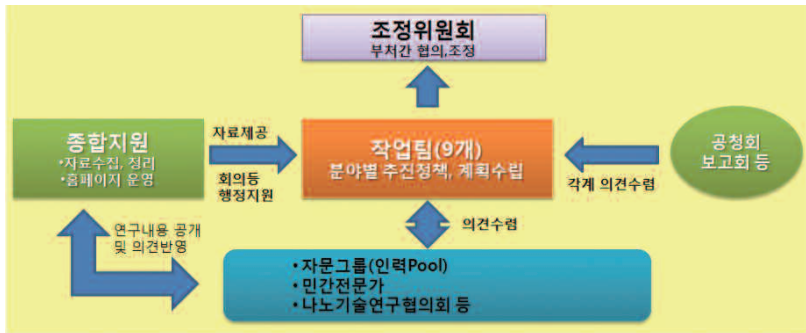 조정위원회
부처간 협의,조정
종합지원
•자료수집, 정리
•홈페이지 운영
자료제공
회의등
행정지원
작업팀(9개)
분야별 추진정책, 계획수립
각계 의견수렴
공청회
보고회 등
연구내용 공개
및 의견반영
의견수렴
• 자문그룹(인력Pool)
• 민간전문가
• 나노기술연구협의회 등